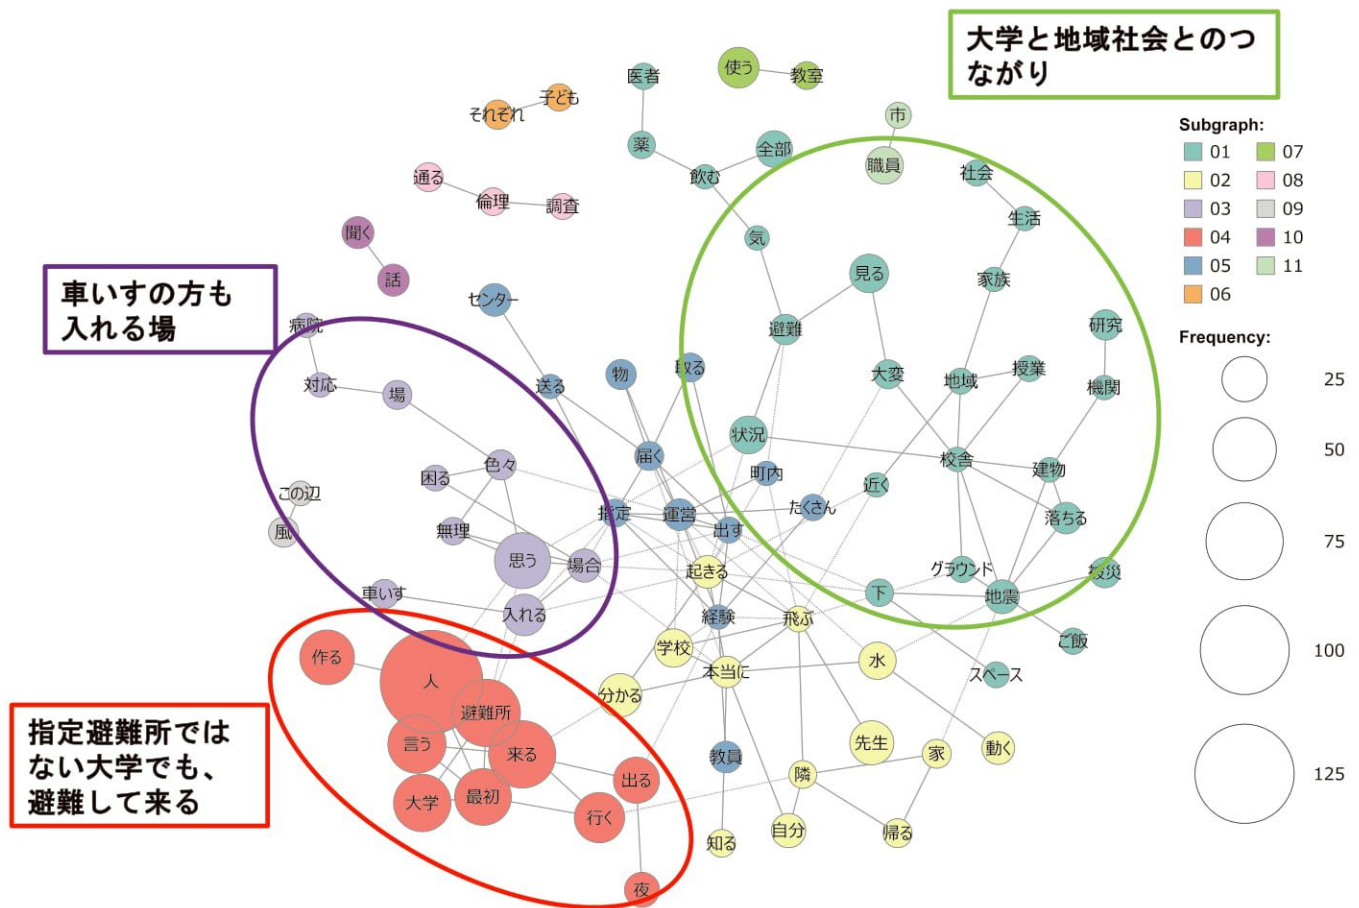 大学と地域社会とのつ
ながり
医者
使う
教室
子ども
それぞれ
市
Subgraph:
01
07
02
08
03
09
04
10
05
11
06
薬
全部
職員
社会
飲む
通る
倫理
調査
生活
聞く
気
話
見る
家族
車いすの方も
入れる場
センター
病院
避難
研究
Frequency:
25
50
75
100
125
対応
場
送る
物
取る
大変
地域
授業
機関
状況
届く
色々
困る
町内
校舎
建物
近く
この辺
風
指定
運営
たくさん
落ちる
無理
出す
思う
場合
起きる
グラウンド
被災
車いす
下
地震
入れる
経験
飛ぶ
学校
ご飯
作る
人
本当に
水
スペース
分かる
避難所
指定避難所では
ない大学でも、
避難して来る
言う
来る
教員
先生
家
動く
出る
隣
大学
最初
行く
知る
自分
帰る
夜